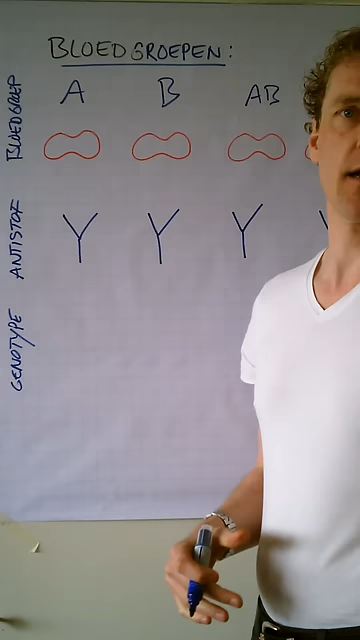 BLOEDGROEPEN:
BLOEDGROEP
A B AB
ANTISTOF
GENOTYPE